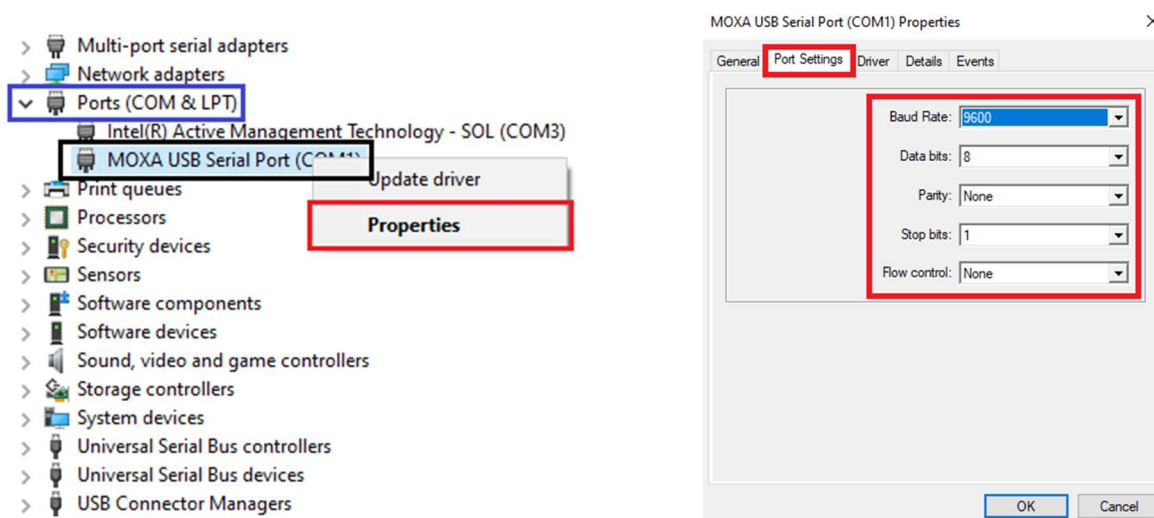 Multi-port serial adapters
Network adapters
Ports (COM & LPT)
Intel(R) Active Management Technology - SOL (COM3)
MOXA USB Serial Port (COM1)
Update driver
Properties
Print queues
Processors
Security devices
Sensors
Software components
Software devices
Sound, video and game controllers
Storage controllers
System devices
Universal Serial Bus controllers
Universal Serial Bus devices
USB Connector Managers
MOXA USB Serial Port (COM1) Properties
General Port Settings Driver Details Events
Baud Rate: 9600
Data bits: 8
Parity: None
Stop bits: 1
Flow control: None
OK Cancel